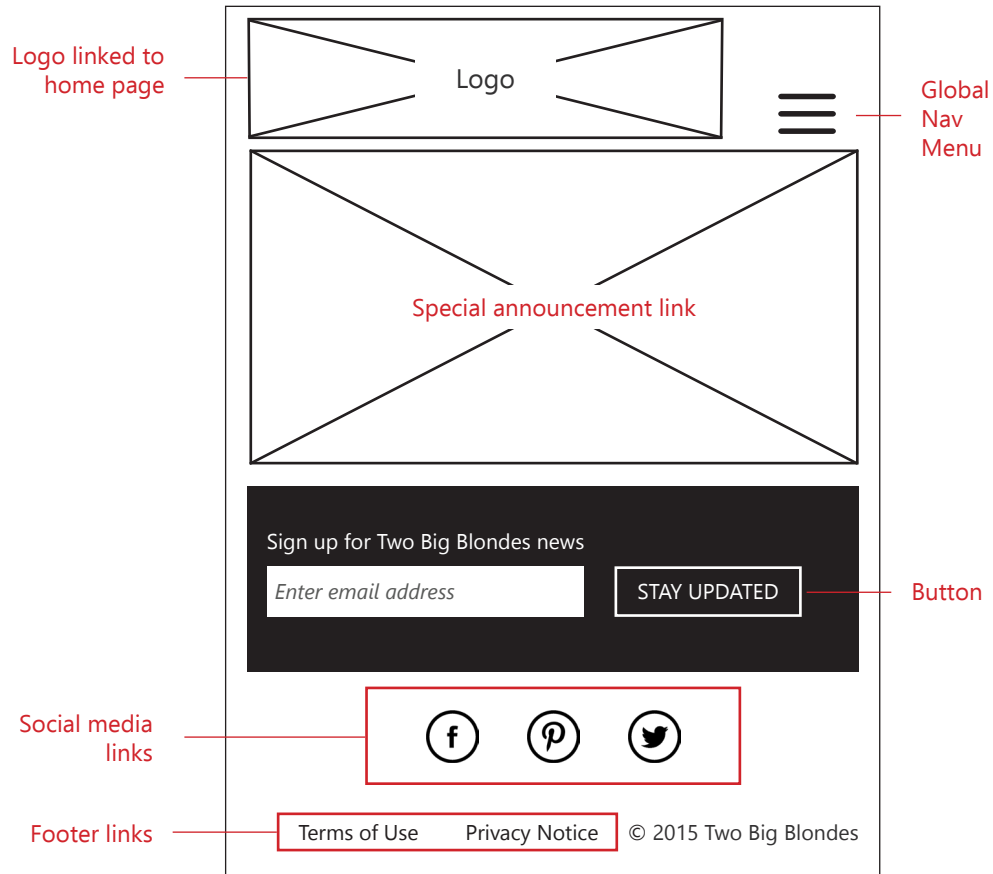 Logo linked to
home page
Logo
Global
Nav
Menu
Special announcement link
Sign up for Two Big Blondes news
Enter email address
STAY UPDATED
Button
Social media
links
Footer links
Terms of Use Privacy Notice © 2015 Two Big Blondes